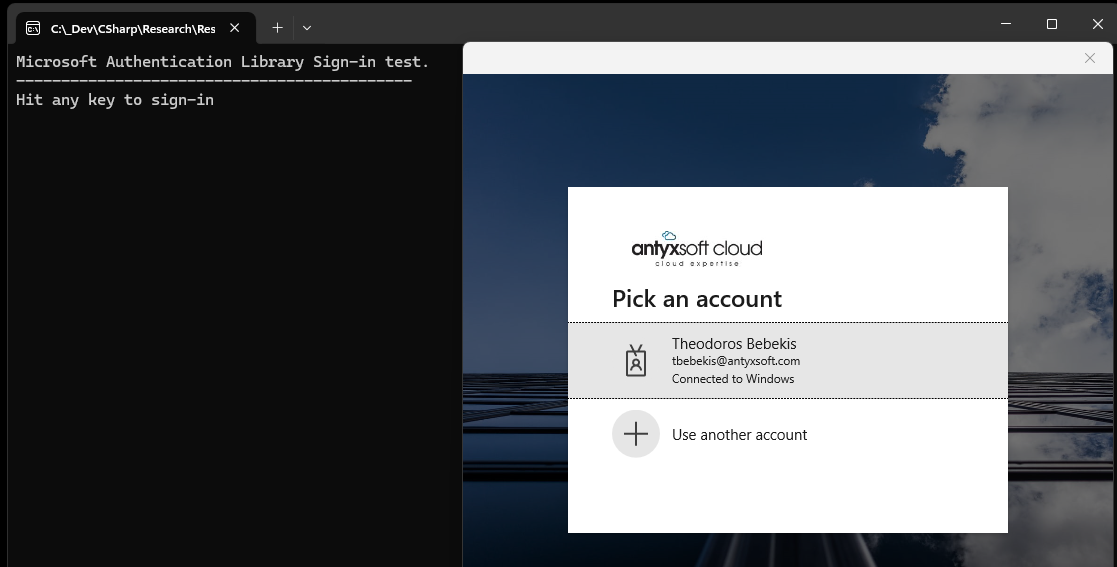 C:\_Dev\CSharp\Research\Res
Microsoft Authentication Library Sign-in test.
--------------------------------------------
Hit any key to sign-in
antyxsoft cloud
cloud expertise
Pick an account
Theodoros Bebekis
tbebekis@antyxsoft.com
Connected to Windows
Use another account